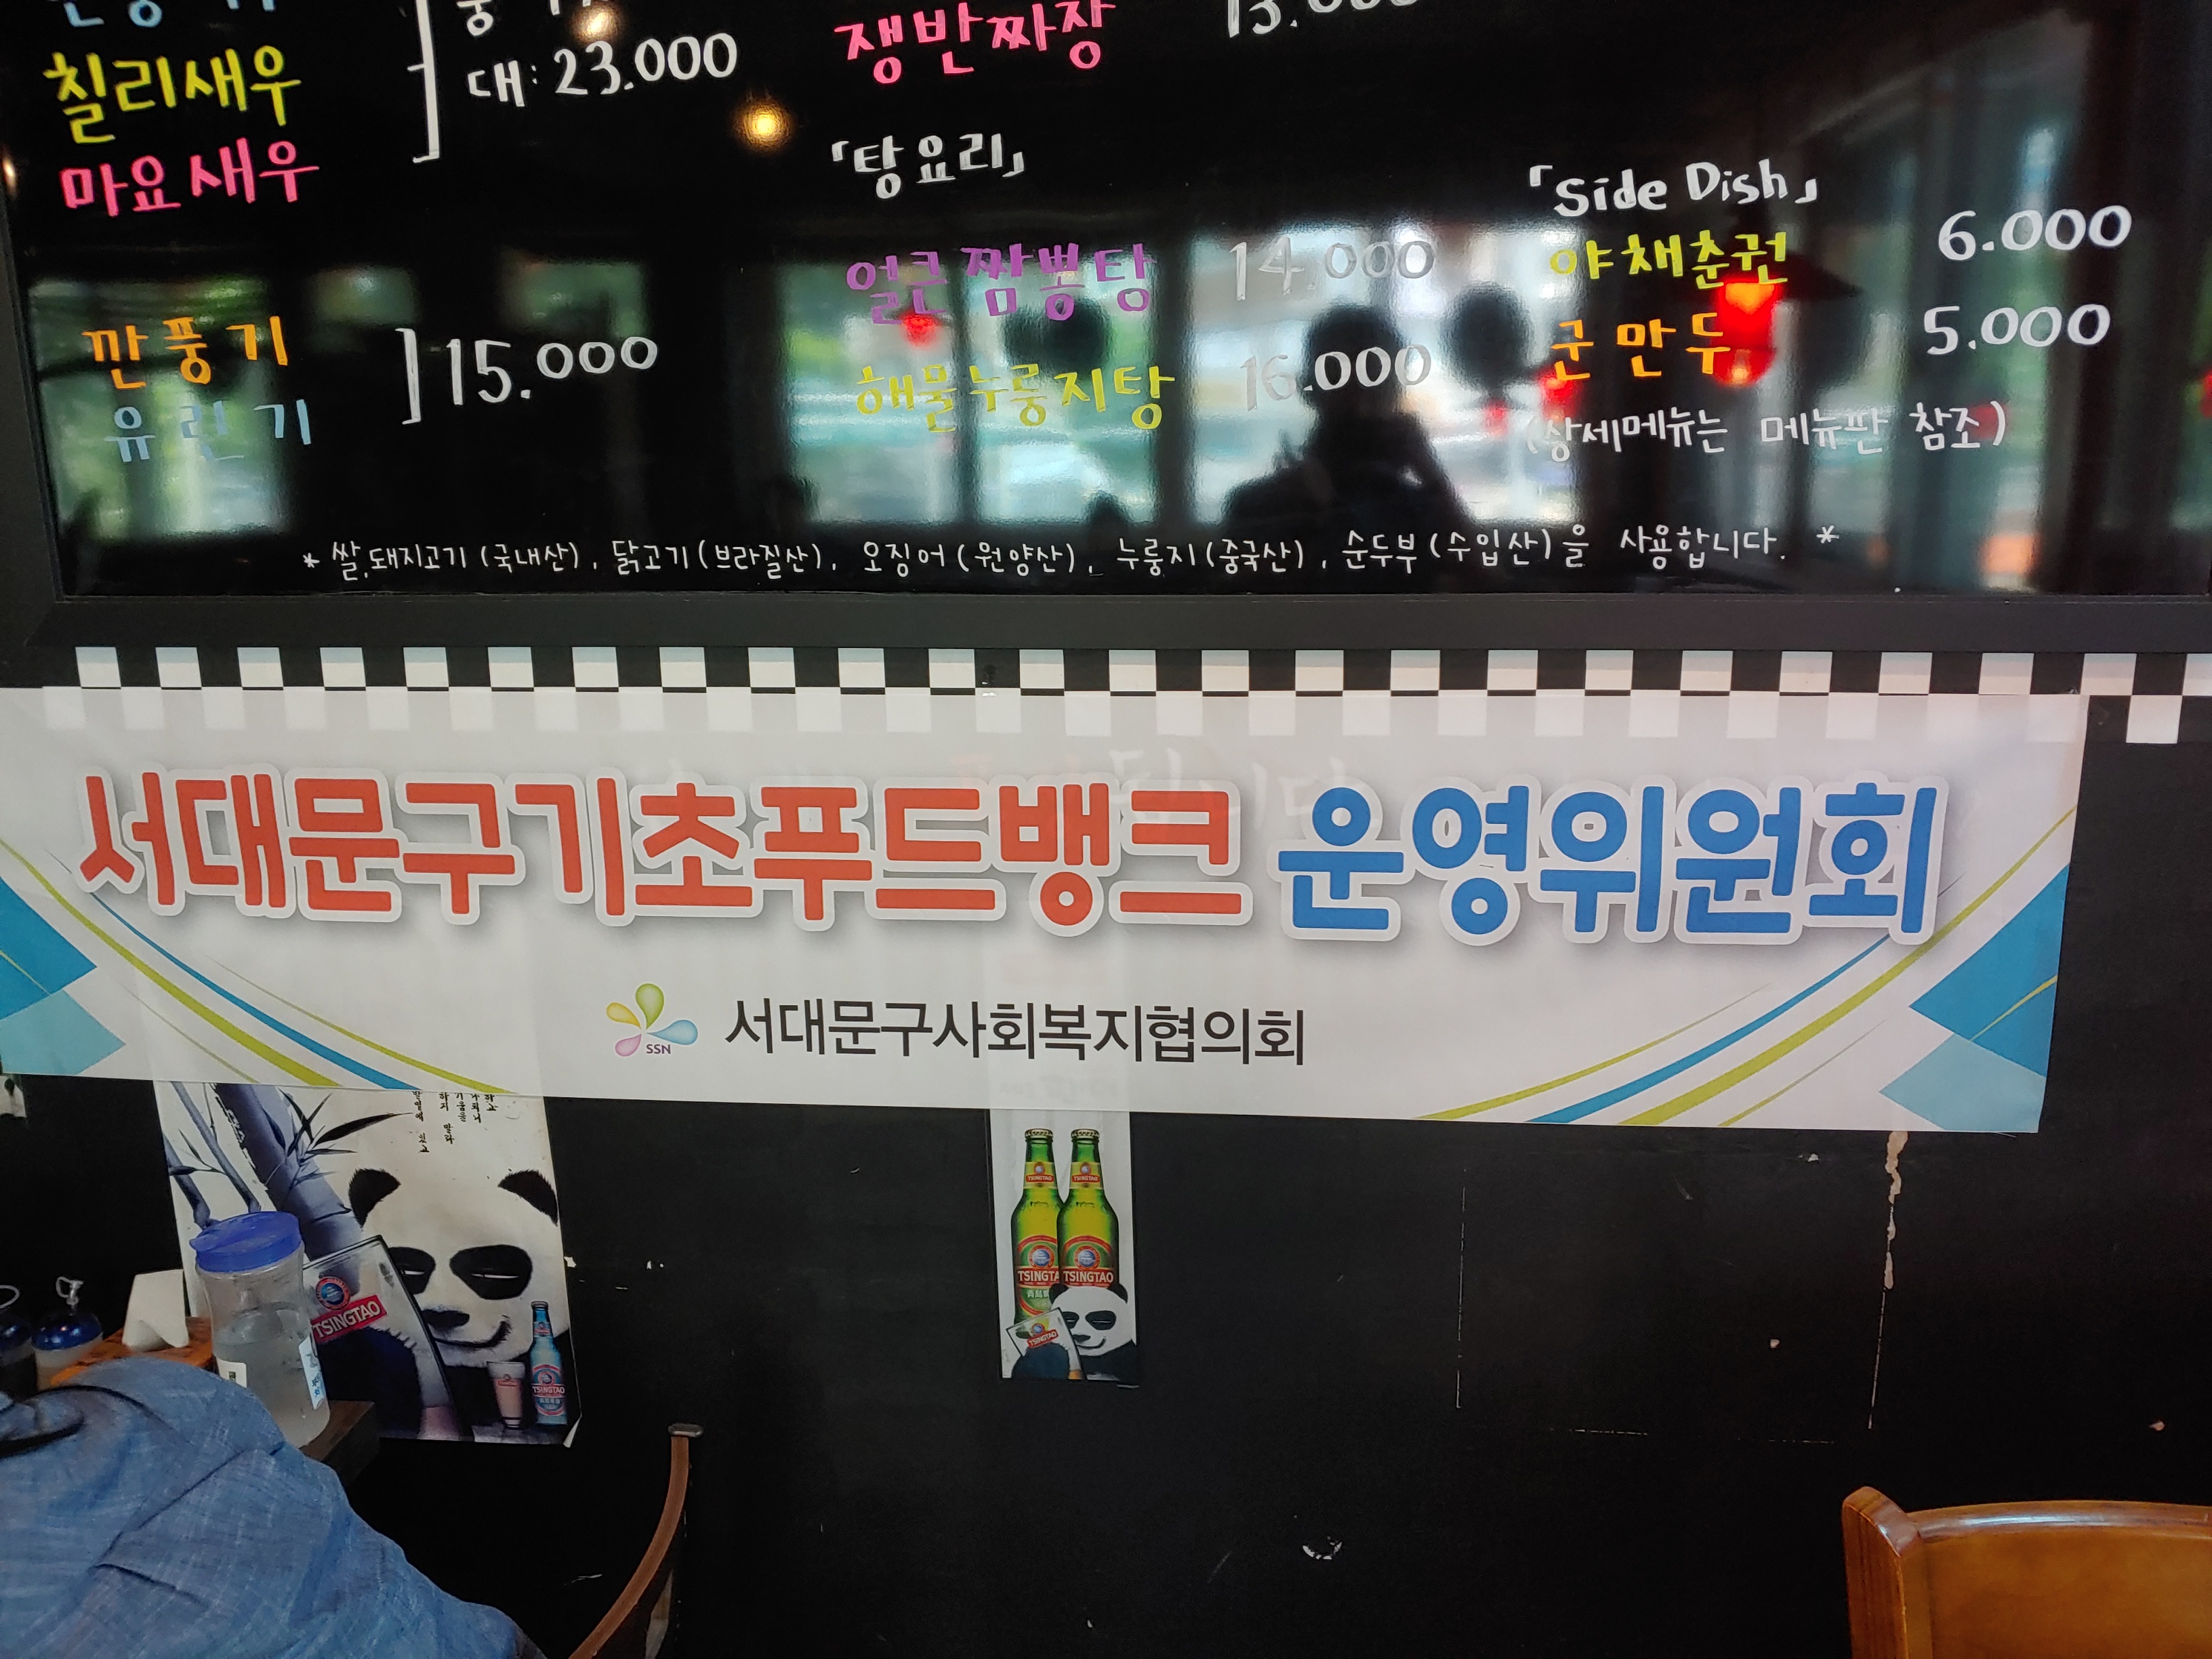 칠리새우
마요새우
대: 23.000
쟁반짜장
「탕요리」
얼큰짬뽕탕 14.000
해물누룽지탕 16.000
깐풍기
유린기
15.000
「Side Dish」
야채춘권 6.000
군만두 5.000
(상세메뉴는 메뉴판 참조)
* 쌀,돼지고기(국내산), 닭고기(브라질산), 오징어(원양산), 누룽지(중국산), 순두부(수입산)을 사용합니다. *
서대문구기초푸드뱅크 운영위원회
SSN 서대문구사회복지협의회
TSINGTAO
TSINGTAO
TSINGTAO
TSINGTAO